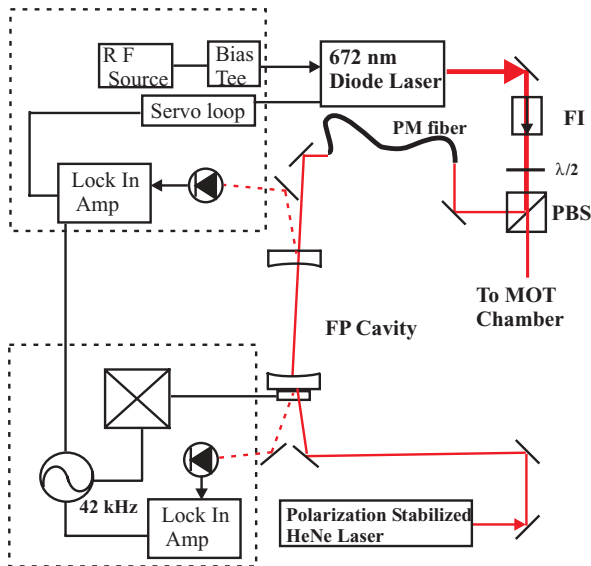 R F
Source
Bias
Tee
672 nm
Diode Laser
Servo loop
PM fiber
FI
λ/2
Lock In
Amp
PBS
To MOT
Chamber
FP Cavity
42 kHz
Lock In
Amp
Polarization Stabilized
HeNe Laser